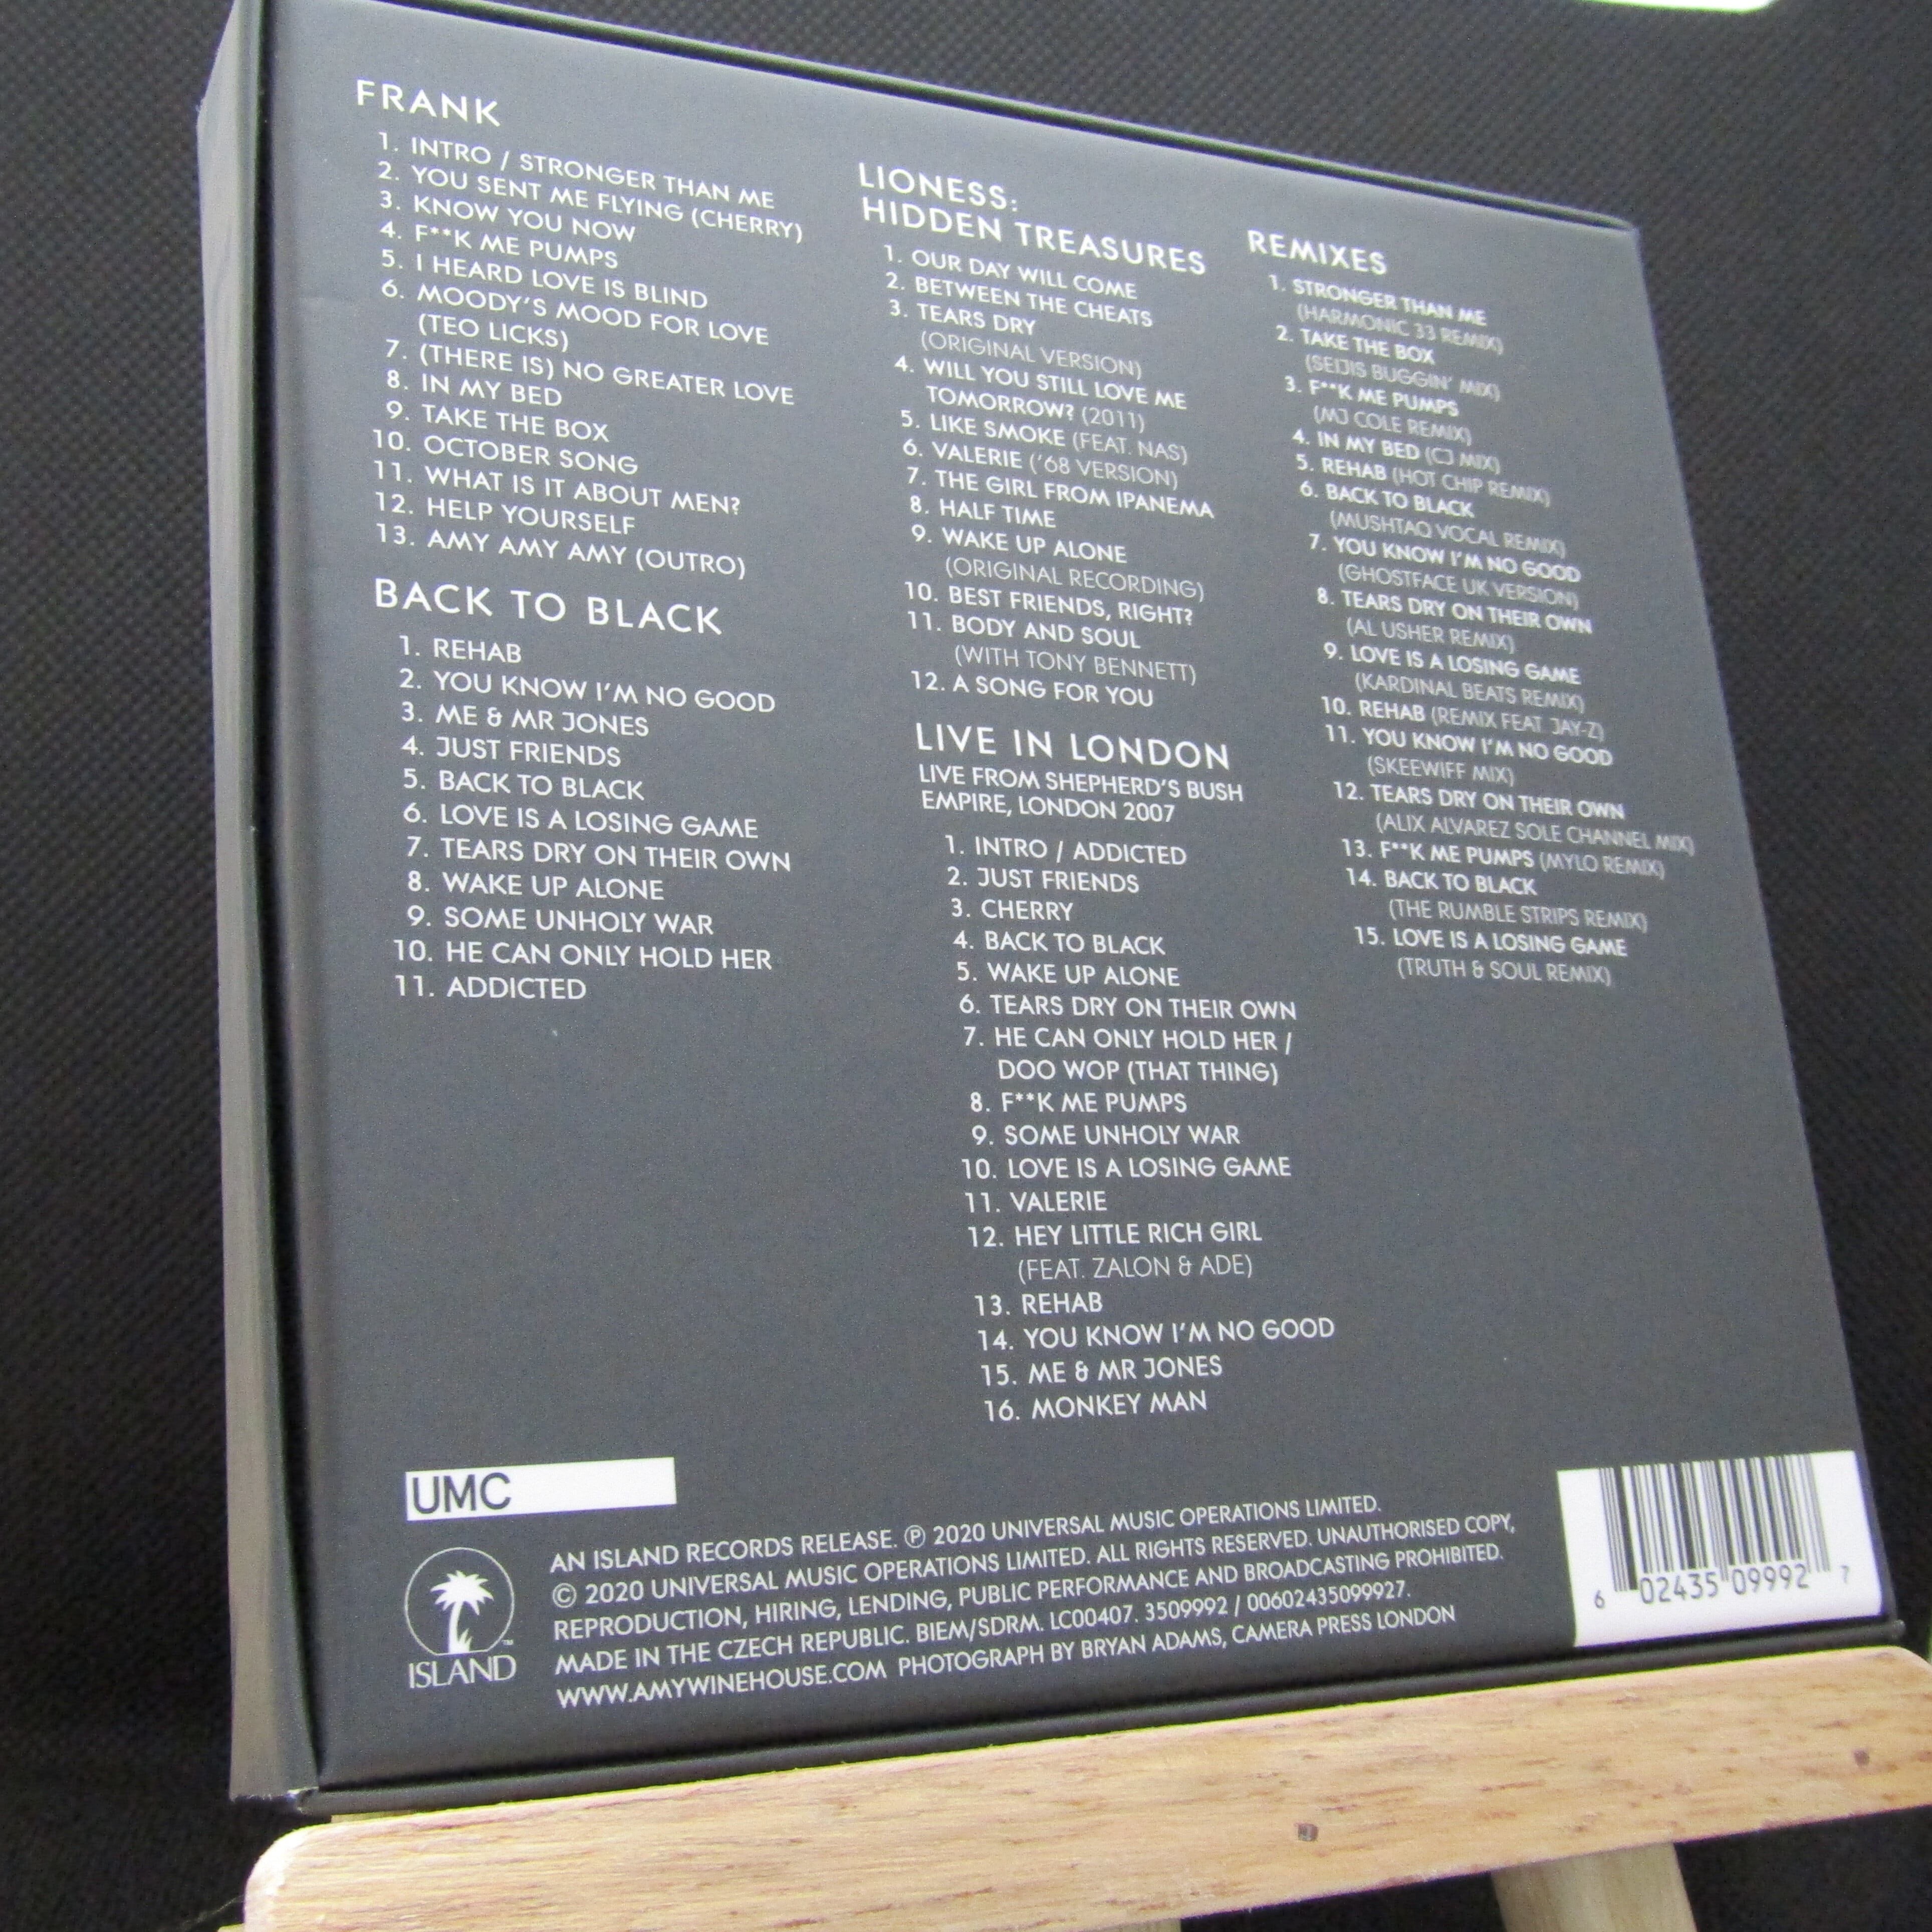 FRANK
1. INTRO / STRONGER THAN ME
2. YOU SENT ME FLYING (CHERRY)
3. KNOW YOU NOW
4. F**K ME PUMPS
5. I HEARD LOVE IS BLIND
6. MOODY'S MOOD FOR LOVE
(TEO LICKS)
7. (THERE IS) NO GREATER LOVE
8. IN MY BED
9. TAKE THE BOX
10. OCTOBER SONG
11. WHAT IS IT ABOUT MEN?
12. HELP YOURSELF
13. AMY AMY AMY (OUTRO)
BACK TO BLACK
1. REHAB
2. YOU KNOW I'M NO GOOD
3. ME & MR JONES
4. JUST FRIENDS
5. BACK TO BLACK
6. LOVE IS A LOSING GAME
7. TEARS DRY ON THEIR OWN
8. WAKE UP ALONE
9. SOME UNHOLY WAR
10. HE CAN ONLY HOLD HER
11. ADDICTED
LIONESS:
HIDDEN TREASURES
1. OUR DAY WILL COME
2. BETWEEN THE CHEATS
3. TEARS DRY
(ORIGINAL VERSION)
4. WILL YOU STILL LOVE ME
TOMORROW? (2011)
5. LIKE SMOKE (FEAT. NAS)
6. VALERIE ('68 VERSION)
7. THE GIRL FROM IPANEMA
8. HALF TIME
9. WAKE UP ALONE
(ORIGINAL RECORDING)
10. BEST FRIENDS, RIGHT?
11. BODY AND SOUL
(WITH TONY BENNETT)
12. A SONG FOR YOU
LIVE IN LONDON
LIVE FROM SHEPHERD'S BUSH
EMPIRE, LONDON 2007
1. INTRO / ADDICTED
2. JUST FRIENDS
3. CHERRY
4. BACK TO BLACK
5. WAKE UP ALONE
6. TEARS DRY ON THEIR OWN
7. HE CAN ONLY HOLD HER /
DOO WOP (THAT THING)
8. F**K ME PUMPS
9. SOME UNHOLY WAR
10. LOVE IS A LOSING GAME
11. VALERIE
12. HEY LITTLE RICH GIRL
(FEAT. ZALON & ADE)
13. REHAB
14. YOU KNOW I'M NO GOOD
15. ME & MR JONES
16. MONKEY MAN
REMIXES
1. STRONGER THAN ME
(HARMONIC 33 REMIX)
2. TAKE THE BOX
(SEIJIS BUGGIN' MIX)
3. F**K ME PUMPS
(MJ COLE REMIX)
4. IN MY BED (CJ MIX)
5. REHAB (HOT CHIP REMIX)
6. BACK TO BLACK
(MUSHTAQ VOCAL REMIX)
7. YOU KNOW I'M NO GOOD
(GHOSTFACE UK VERSION)
8. TEARS DRY ON THEIR OWN
(AL USHER REMIX)
9. LOVE IS A LOSING GAME
(KARDINAL BEATS REMIX)
10. REHAB (REMIX FEAT. JAY-Z)
11. YOU KNOW I'M NO GOOD
(SKEEWIFF MIX)
12. TEARS DRY ON THEIR OWN
(ALIX ALVAREZ SOLE CHANNEL MIX)
13. F**K ME PUMPS (MYLO REMIX)
14. BACK TO BLACK
(THE RUMBLE STRIPS REMIX)
15. LOVE IS A LOSING GAME
(TRUTH & SOUL REMIX)
UMC
ISLAND™
AN ISLAND RECORDS RELEASE. ℗ 2020 UNIVERSAL MUSIC OPERATIONS LIMITED.
© 2020 UNIVERSAL MUSIC OPERATIONS LIMITED. ALL RIGHTS RESERVED. UNAUTHORISED COPY,
REPRODUCTION, HIRING, LENDING, PUBLIC PERFORMANCE AND BROADCASTING PROHIBITED.
MADE IN THE CZECH REPUBLIC. BIEM/SDRM. LC00407. 3509992 / 00602435099927.
WWW.AMYWINEHOUSE.COM PHOTOGRAPH BY BRYAN ADAMS, CAMERA PRESS LONDON
6 02435 09992 7